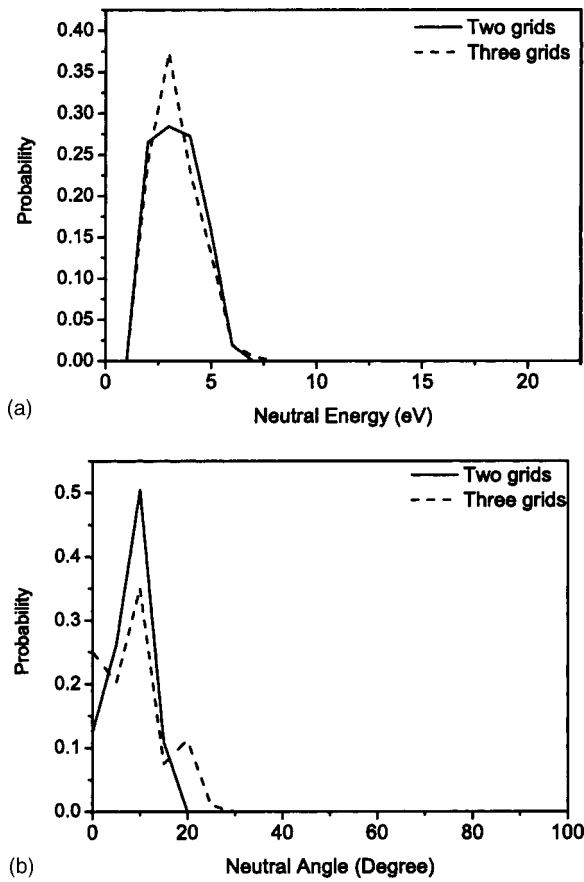 Two grids
Three grids
0.40
0.35
0.30
0.25
0.20
0.15
0.10
0.05
0.00
Probability
0 5 10 15 20
Neutral Energy (eV)
(a)
Two grids
Three grids
0.5
0.4
0.3
0.2
0.1
0.0
Probability
0 20 40 60 80 100
Neutral Angle (Degree)
(b)